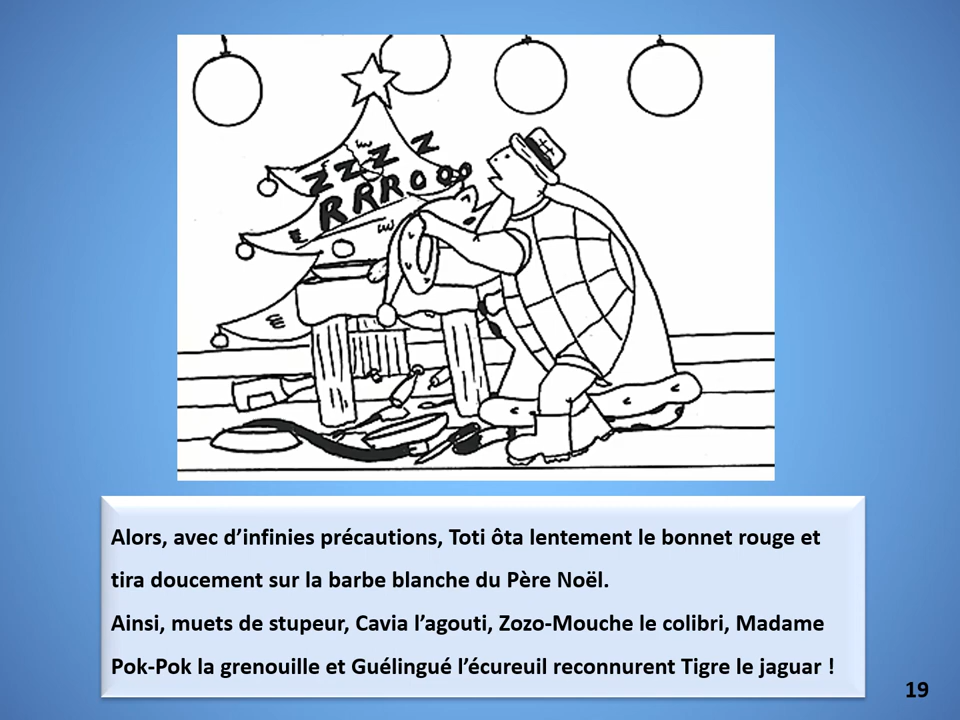 Z Z Z Z
RRROOO
Alors, avec d’infinies précautions, Toti ôta lentement le bonnet rouge et
tira doucement sur la barbe blanche du Père Noël.
Ainsi, muets de stupeur, Cavia l’agouti, Zozo-Mouche le colibri, Madame
Pok-Pok la grenouille et Guélingué l’écureuil reconnurent Tigre le jaguar !
19